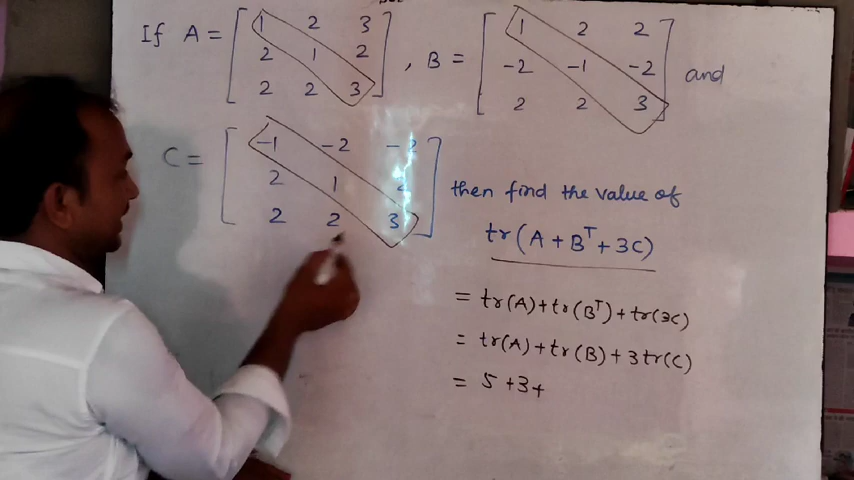 If A = [ 1 2 3
2 1 2
2 2 3 ] , B = [ 1 2 2
-2 -1 -2
2 2 3 ] and
C = [ -1 -2 -2
2 1 2
2 2 3 ] then find the value of
tr(A + B^T + 3C)
= tr(A) + tr(B^T) + tr(3C)
= tr(A) + tr(B) + 3tr(C)
= 5 + 3 +